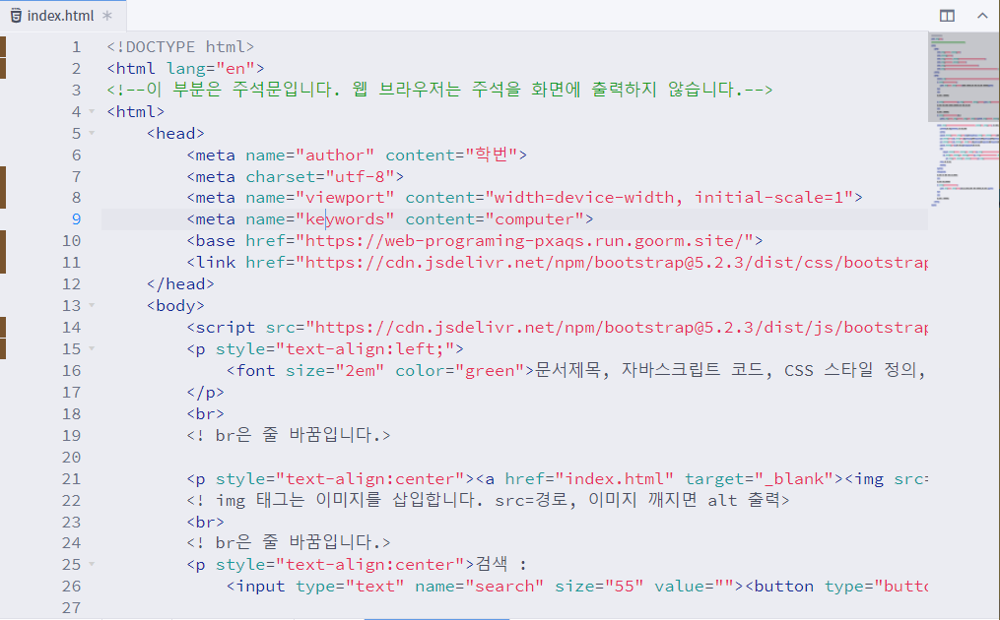 index.html
1 <!DOCTYPE html>
2 <html lang="en">
3 <!--이 부분은 주석문입니다. 웹 브라우저는 주석을 화면에 출력하지 않습니다.-->
4 <html>
5 <head>
6 <meta name="author" content="학번">
7 <meta charset="utf-8">
8 <meta name="viewport" content="width=device-width, initial-scale=1">
9 <meta name="keywords" content="computer">
10 <base href="https://web-programing-pxaqs.run.goorm.site/">
11 <link href="https://cdn.jsdelivr.net/npm/bootstrap@5.2.3/dist/css/bootstrap
12 </head>
13 <body>
14 <script src="https://cdn.jsdelivr.net/npm/bootstrap@5.2.3/dist/js/bootstrap
15 <p style="text-align:left;">
16 <font size="2em" color="green">문서제목, 자바스크립트 코드, CSS 스타일 정의,
17 </p>
18 <br>
19 <! br은 줄 바꿈입니다.>
20
21 <p style="text-align:center"><a href="index.html" target="_blank"><img src=
22 <! img 태그는 이미지를 삽입합니다. src=경로, 이미지 깨지면 alt 출력>
23 <br>
24 <! br은 줄 바꿈입니다.>
25 <p style="text-align:center">검색 :
26 <input type="text" name="search" size="55" value=""><button type="butto
27